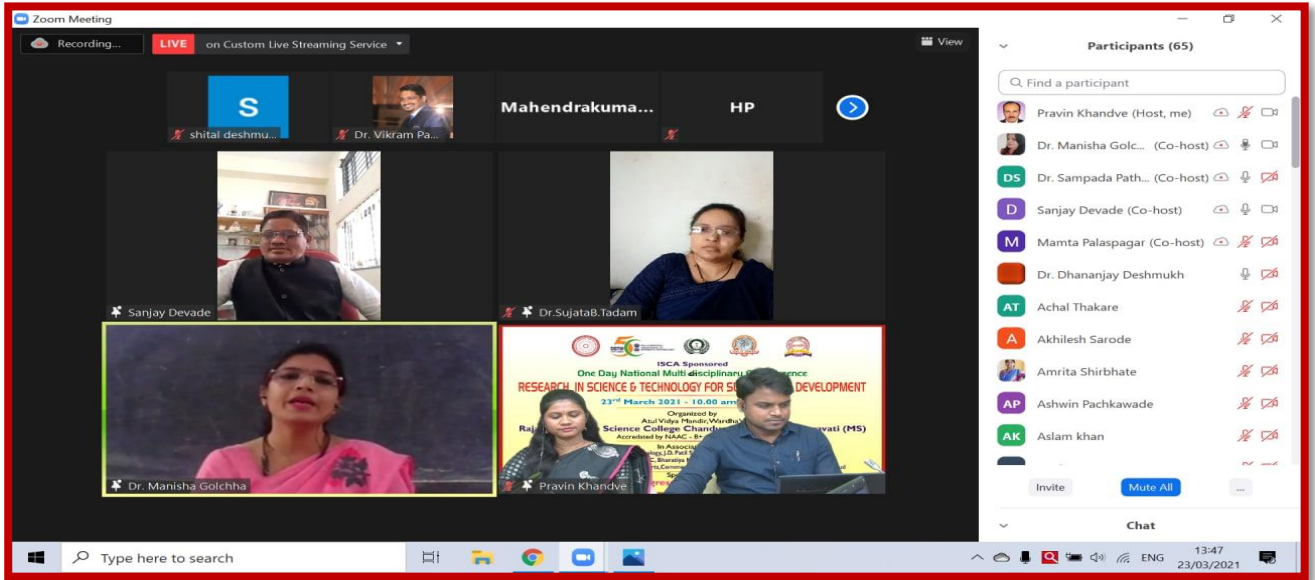 Zoom Meeting
Recording...
LIVE on Custom Live Streaming Service
View
S
shital deshmu...
Dr. Vikram Pa...
Mahendrakuma...
HP
Sanjay Devade
Dr.SujataB.Tadam
Dr. Manisha Golchha
ISCA Sponsored
One Day National Multi disciplinary
RESEARCH IN SCIENCE & TECHNOLOGY FOR DEVELOPMENT
23rd March 2021 - 10.00 am
Organized by
Atul Vidya Mandir, Wardha
Science College (MS)
Accredited by NAAC - B+
Pravin Khandve
Participants (65)
Find a participant
Pravin Khandve (Host, me)
Dr. Manisha Golc... (Co-host)
DS Dr. Sampada Path... (Co-host)
D Sanjay Devade (Co-host)
M Mamta Palaspagar (Co-host)
Dr. Dhananjay Deshmukh
AT Achal Thakare
A Akhilesh Sarode
Amrita Shirbhate
AP Ashwin Pachkawade
AK Aslam khan
Invite
Mute All
...
Chat
Type here to search
ENG
13:47
23/03/2021